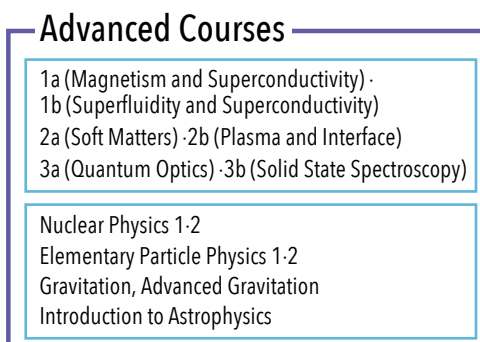 Advanced Courses
1a (Magnetism and Superconductivity) ·
1b (Superfluidity and Superconductivity)
2a (Soft Matters) ·2b (Plasma and Interface)
3a (Quantum Optics) ·3b (Solid State Spectroscopy)
Nuclear Physics 1·2
Elementary Particle Physics 1·2
Gravitation, Advanced Gravitation
Introduction to Astrophysics